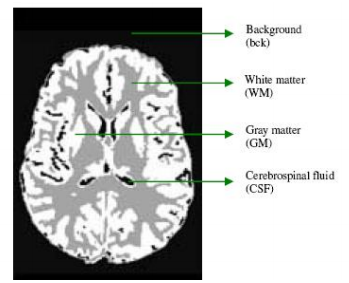 Background
(bck)
White matter
(WM)
Gray matter
(GM)
Cerebrospinal fluid
(CSF)